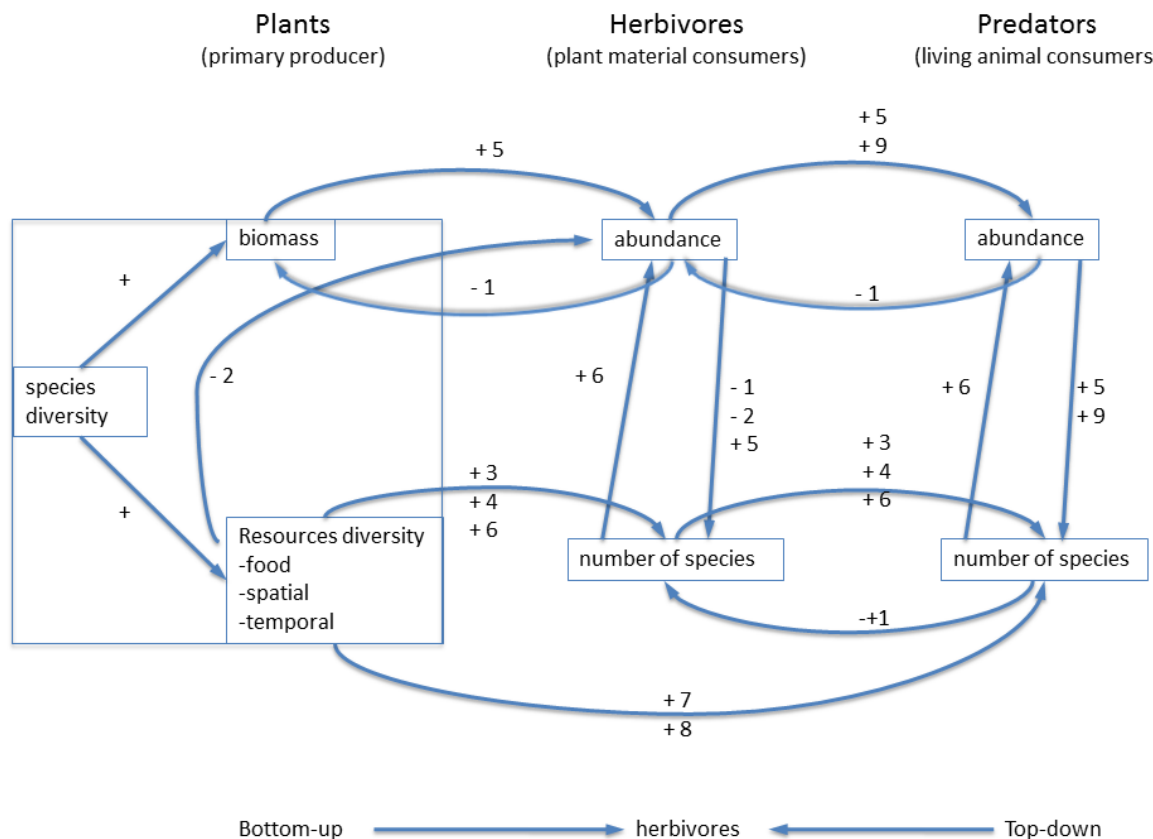 Plants
(primary producer)
Herbivores
(plant material consumers)
Predators
(living animal consumers
+ 5
+ 5
+ 9
biomass
abundance
abundance
+
- 1
- 1
species
diversity
- 2
+ 6
- 1
- 2
+ 5
+ 6
+ 5
+ 9
+
+ 3
+ 4
+ 6
+ 3
+ 4
+ 6
Resources diversity
-food
-spatial
-temporal
number of species
number of species
-+1
+ 7
+ 8
Bottom-up
herbivores
Top-down